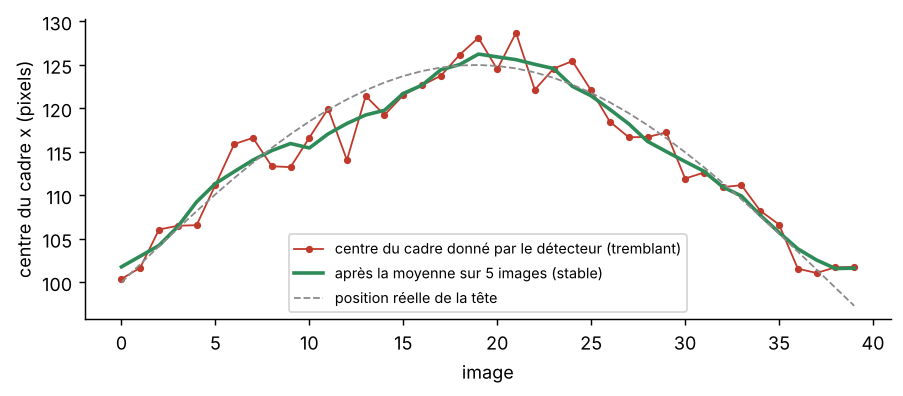 130
125
120
115
110
105
100
centre du cadre x (pixels)
centre du cadre donné par le détecteur (tremblant)
après la moyenne sur 5 images (stable)
position réelle de la tête
0 5 10 15 20 25 30 35 40
image